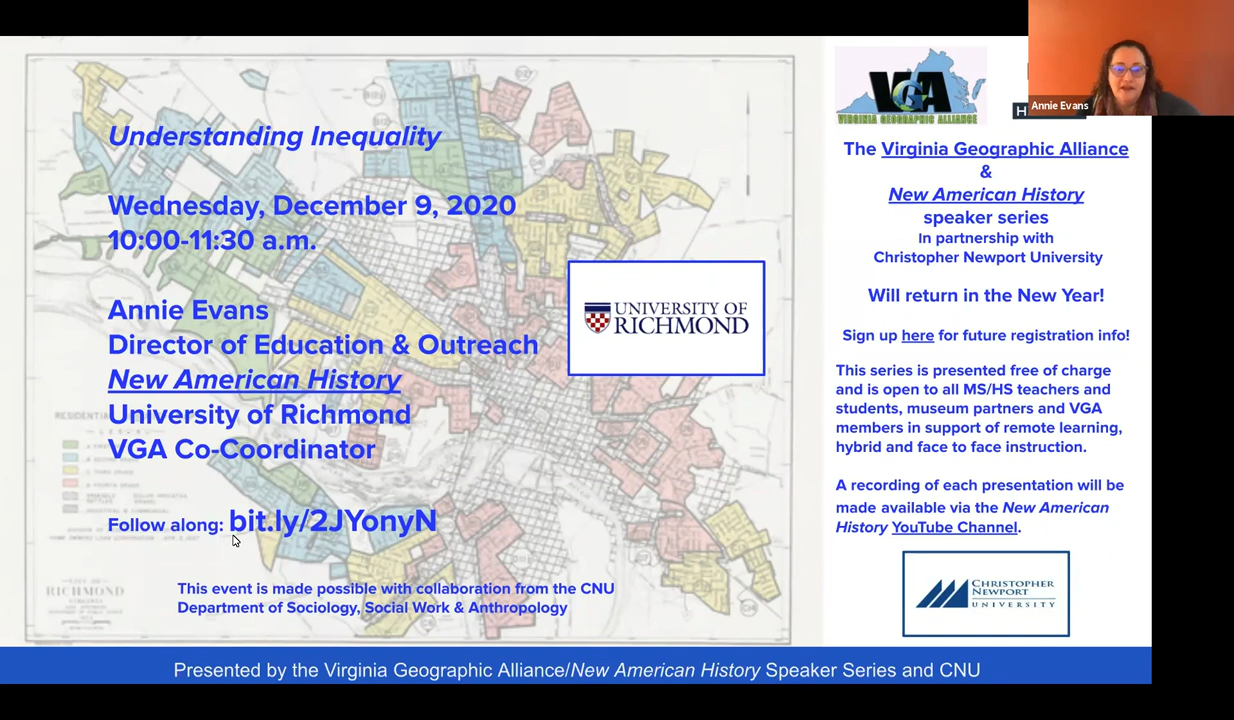 Understanding Inequality
Wednesday, December 9, 2020
10:00-11:30 a.m.
Annie Evans
Director of Education & Outreach
New American History
University of Richmond
VGA Co-Coordinator
Follow along: bit.ly/2JYonyN
This event is made possible with collaboration from the CNU
Department of Sociology, Social Work & Anthropology
RESIDENTIAL
CITY OF
RICHMOND
VIRGINIA
UNIVERSITY OF
RICHMOND
VGA
VIRGINIA GEOGRAPHIC ALLIANCE
H
Annie Evans
The Virginia Geographic Alliance
&
New American History
speaker series
In partnership with
Christopher Newport University
Will return in the New Year!
Sign up here for future registration info!
This series is presented free of charge
and is open to all MS/HS teachers and
students, museum partners and VGA
members in support of remote learning,
hybrid and face to face instruction.
A recording of each presentation will be
made available via the New American
History YouTube Channel.
CHRISTOPHER
NEWPORT
UNIVERSITY
Presented by the Virginia Geographic Alliance/New American History Speaker Series and CNU